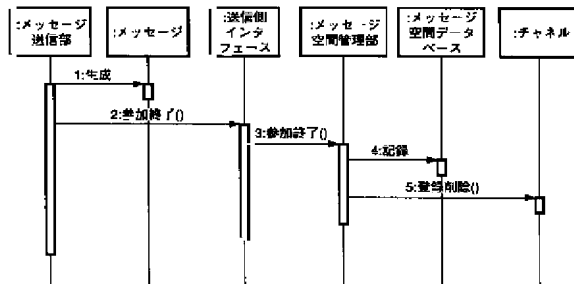 :メッセージ
送信部
:メッセージ
:送信側
インタ
フェース
:メッセージ
空間管理部
:メッセージ
空間データ
ベース
:チャネル
1:生成
2:参加終了()
3:参加終了()
4:記録
5:登録削除()